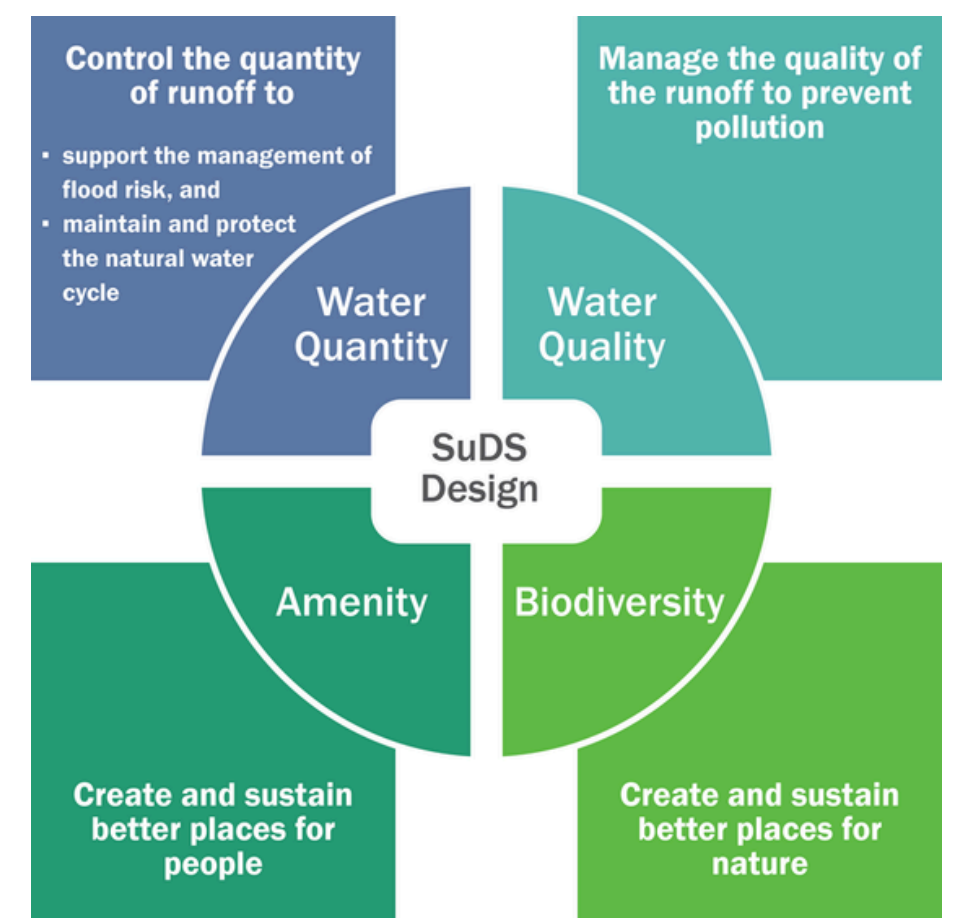 Control the quantity
of runoff to
▪ support the management of
flood risk, and
▪ maintain and protect
the natural water
cycle
Water
Quantity
Manage the quality of
the runoff to prevent
pollution
Water
Quality
SuDS
Design
Amenity
Create and sustain
better places for
people
Biodiversity
Create and sustain
better places for
nature